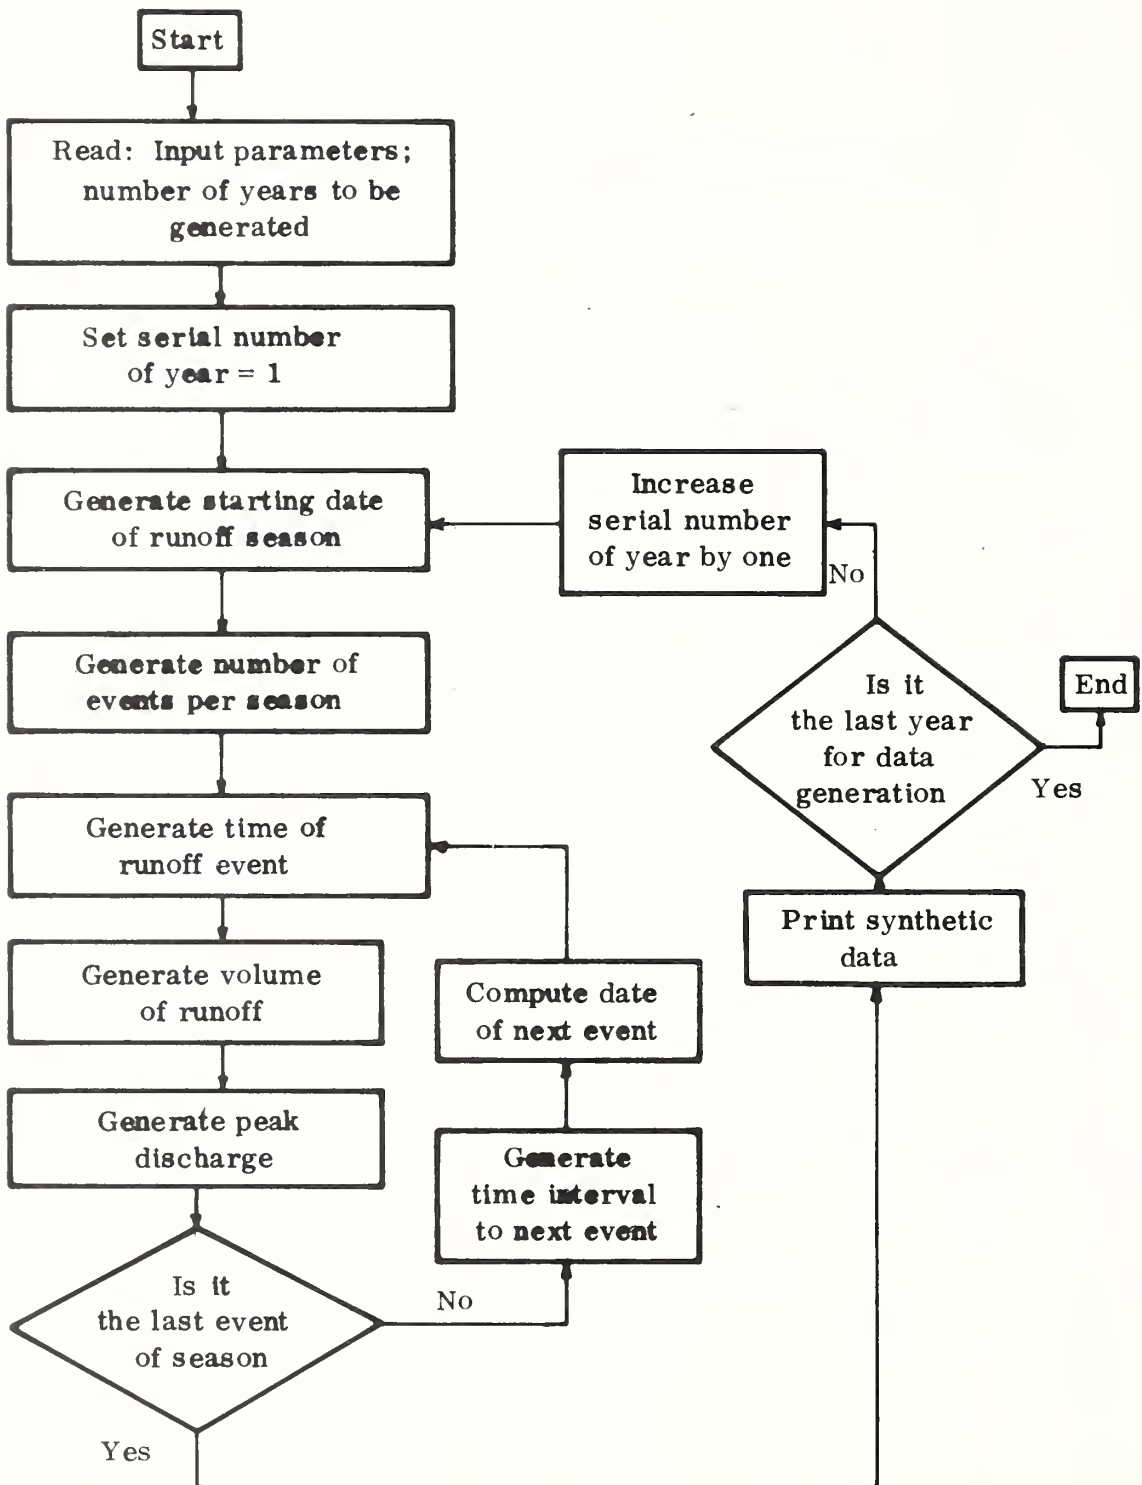 Start
Read: Input parameters;
number of years to be
generated
Set serial number
of year = 1
Generate starting date
of runoff season
Generate number of
events per season
Generate time of
runoff event
Generate volume
of runoff
Generate peak
discharge
Is it
the last event
of season
Yes
No
Generate
time interval
to next event
Compute date
of next event
Print synthetic
data
Is it
the last year
for data
generation
No
Yes
Increase
serial number
of year by one
End